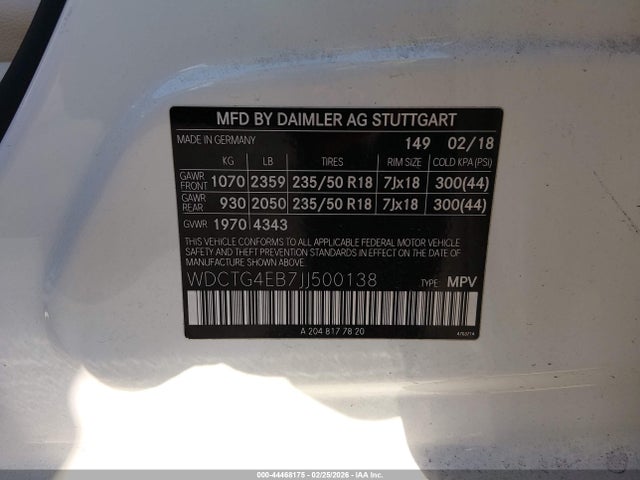 MFD BY DAIMLER AG STUTTGART
MADE IN GERMANY 149 02/18
KG LB TIRES RIM SIZE COLD KPA (PSI)
GAWR FRONT 1070 2359 235/50 R18 7Jx18 300(44)
GAWR REAR 930 2050 235/50 R18 7Jx18 300(44)
GVWR 1970 4343
THIS VEHICLE CONFORMS TO ALL APPLICABLE FEDERAL MOTOR VEHICLE
SAFETY AND THEFT PREVENTION STANDARDS IN EFFECT ON THE DATE
OF MANUFACTURE SHOWN ABOVE.
WDCTG4EB7JJ500138 TYPE: MPV
A 204 817 78 20
000-44468175 - 02/25/2026 - IAA Inc.